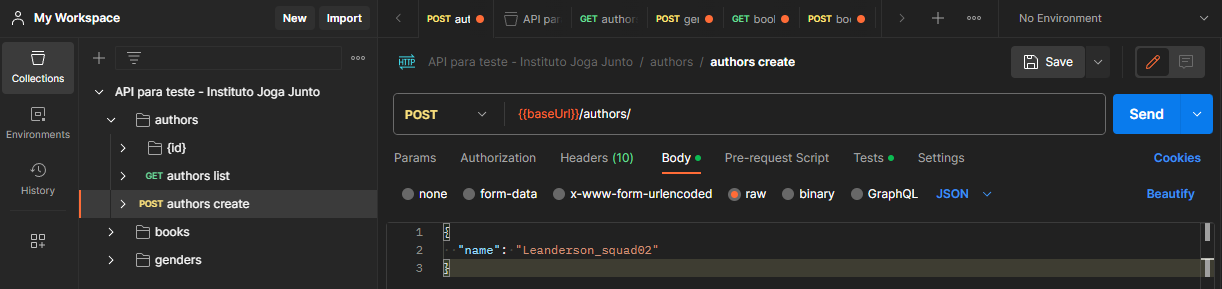 My Workspace
New
Import
POST aut
API par
GET author
POST ger
GET bool
POST boo
No Environment
Collections
Environments
History
API para teste - Instituto Joga Junto
authors
{id}
GET authors list
POST authors create
books
genders
HTTP
API para teste - Instituto Joga Junto / authors / authors create
Save
POST
{{baseUrl}}/authors/
Send
Params
Authorization
Headers (10)
Body
Pre-request Script
Tests
Settings
Cookies
none
form-data
x-www-form-urlencoded
raw
binary
GraphQL
JSON
Beautify
1 {
2 "name": "Leanderson_squad02"
3 }